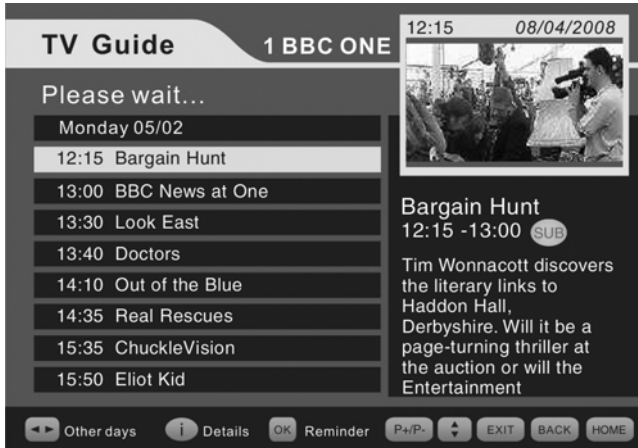 TV Guide
1 BBC ONE
12:15 08/04/2008
Please wait...
Monday 05/02
12:15 Bargain Hunt
13:00 BBC News at One
13:30 Look East
13:40 Doctors
14:10 Out of the Blue
14:35 Real Rescues
15:35 ChuckleVision
15:50 Eliot Kid
Bargain Hunt
12:15 -13:00 SUB
Tim Wonnacott discovers
the literary links to
Haddon Hall,
Derbyshire. Will it be a
page-turning thriller at
the auction or will the
Entertainment
Other days i Details OK Reminder P+/P- EXIT BACK HOME